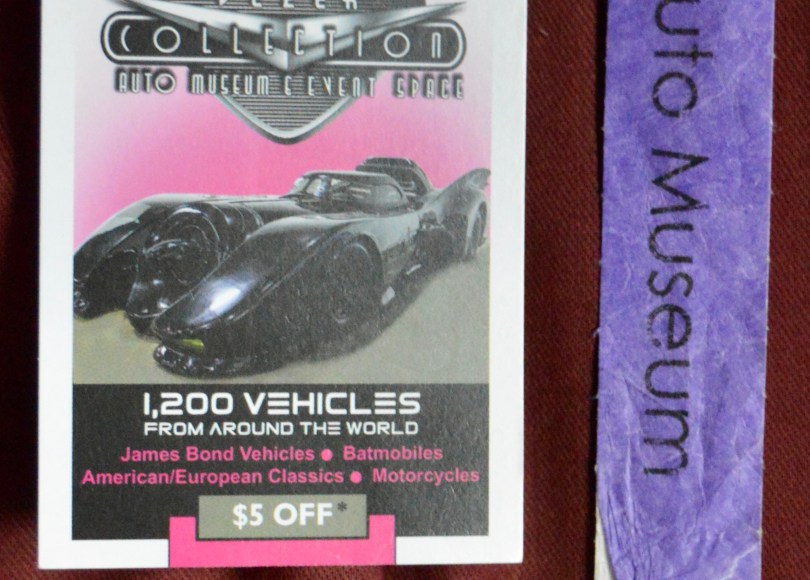 COLLECTION
AUTO MUSEUM & EVENT SPACE
1,200 VEHICLES
FROM AROUND THE WORLD
James Bond Vehicles ● Batmobiles
American/European Classics ● Motorcycles
$5 OFF*
uto Museum